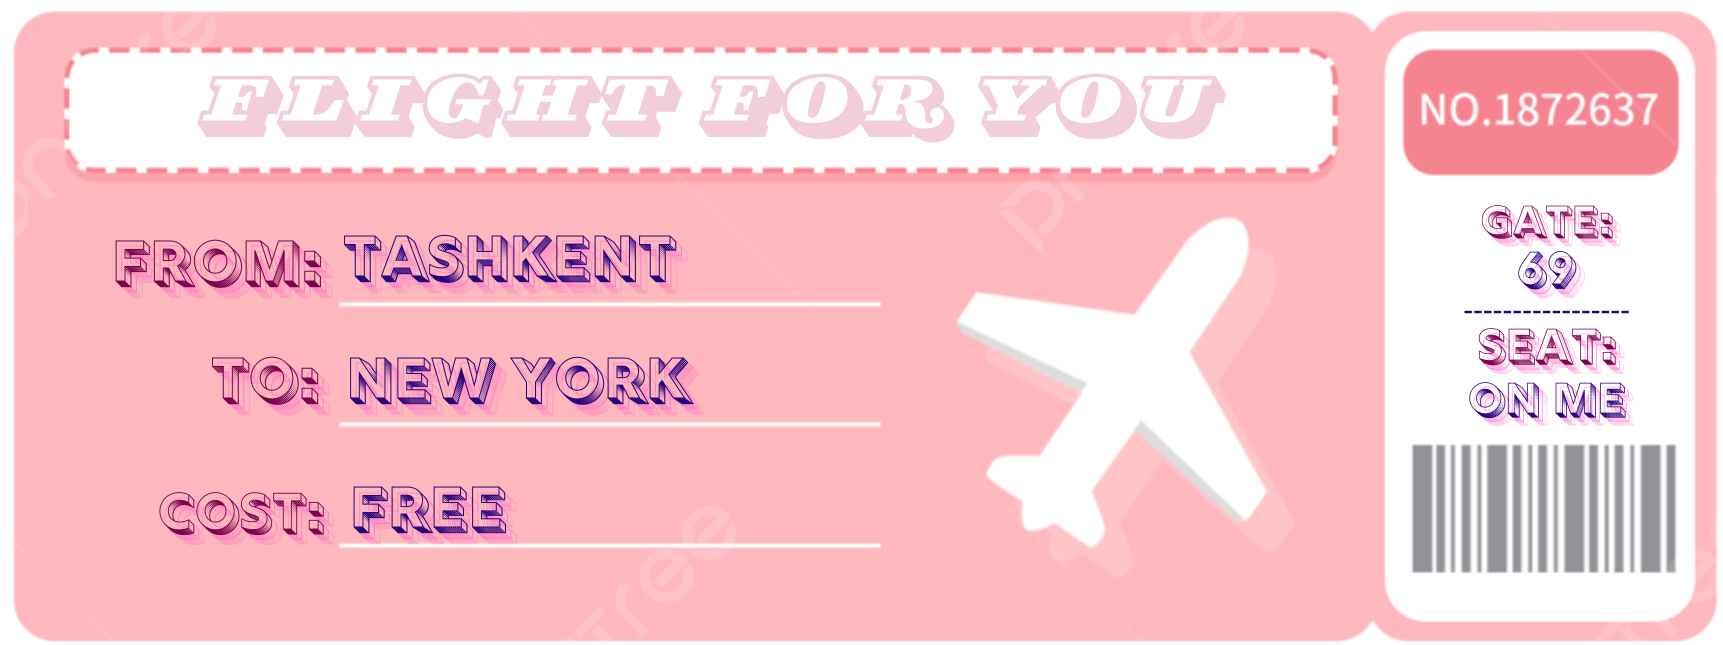 FLIGHT FOR YOU
FROM: TASHKENT
TO: NEW YORK
COST: FREE
NO.1872637
GATE:
69
SEAT:
ON ME